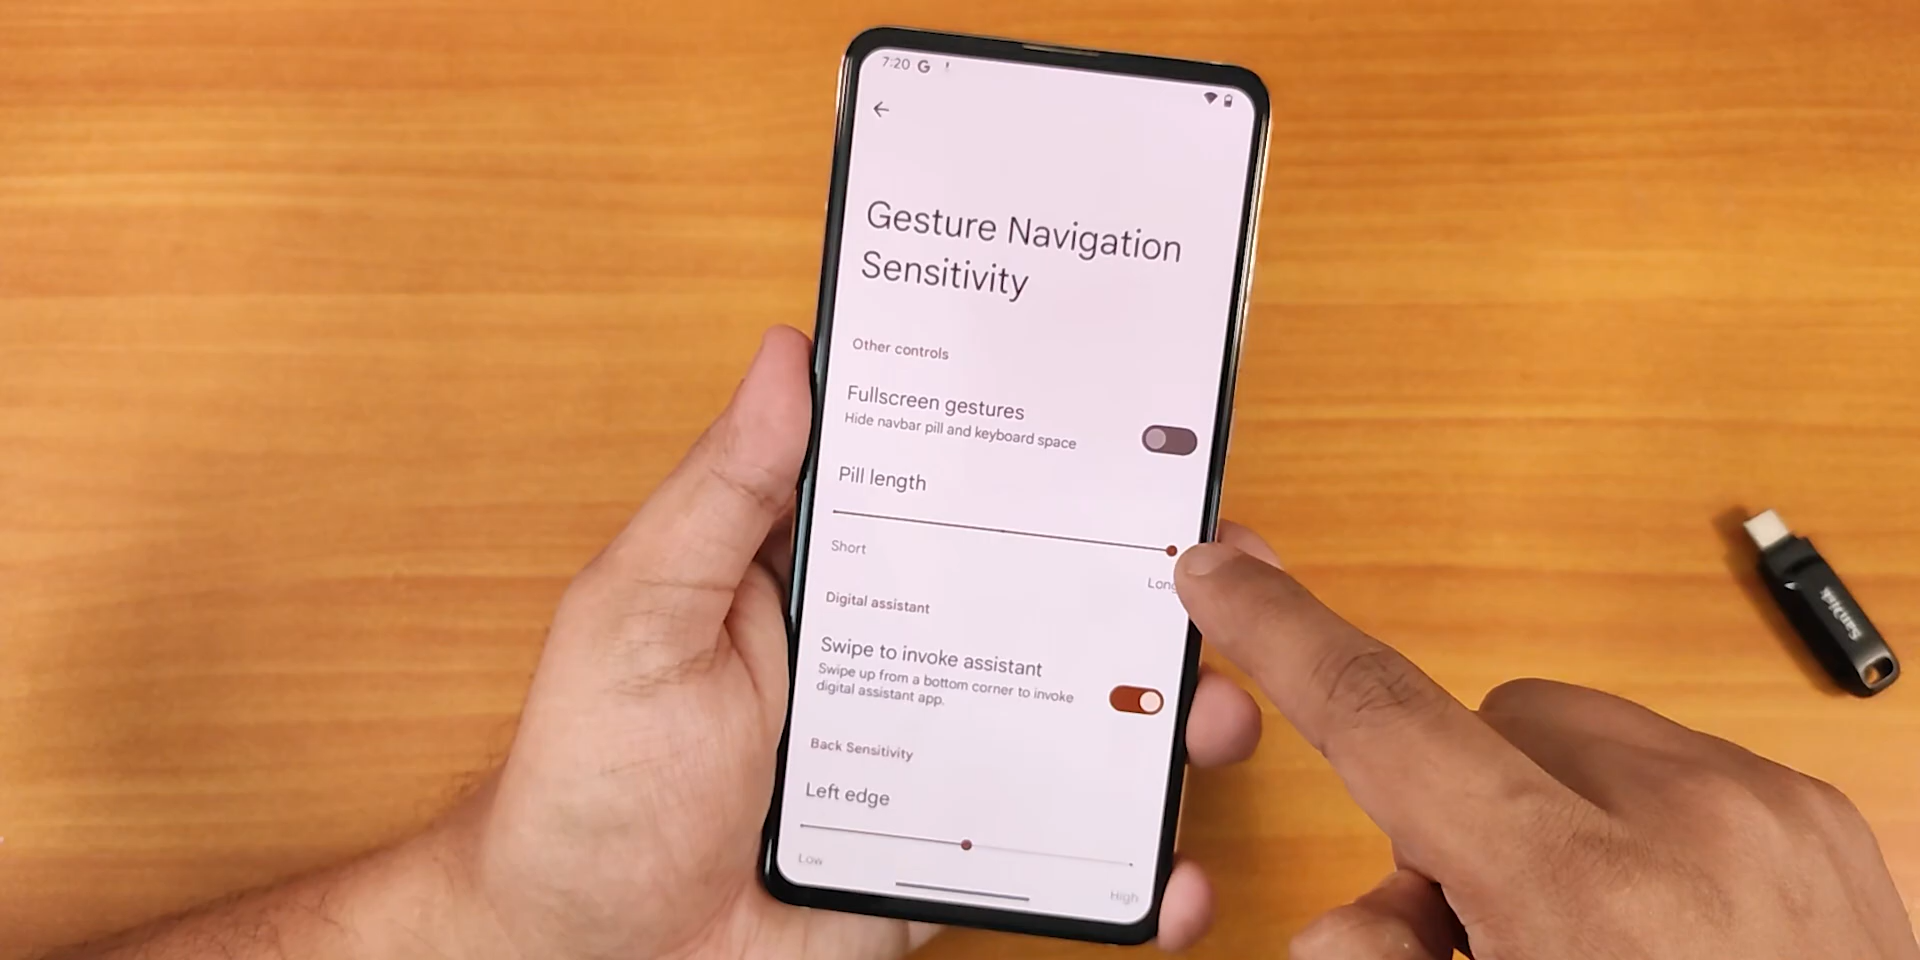 7:20 G
Gesture Navigation
Sensitivity
Other controls
Fullscreen gestures
Hide navbar pill and keyboard space
Pill length
Short
Long
Digital assistant
Swipe to invoke assistant
Swipe up from a bottom corner to invoke
digital assistant app.
Back Sensitivity
Left edge
Low
High
SanDisk